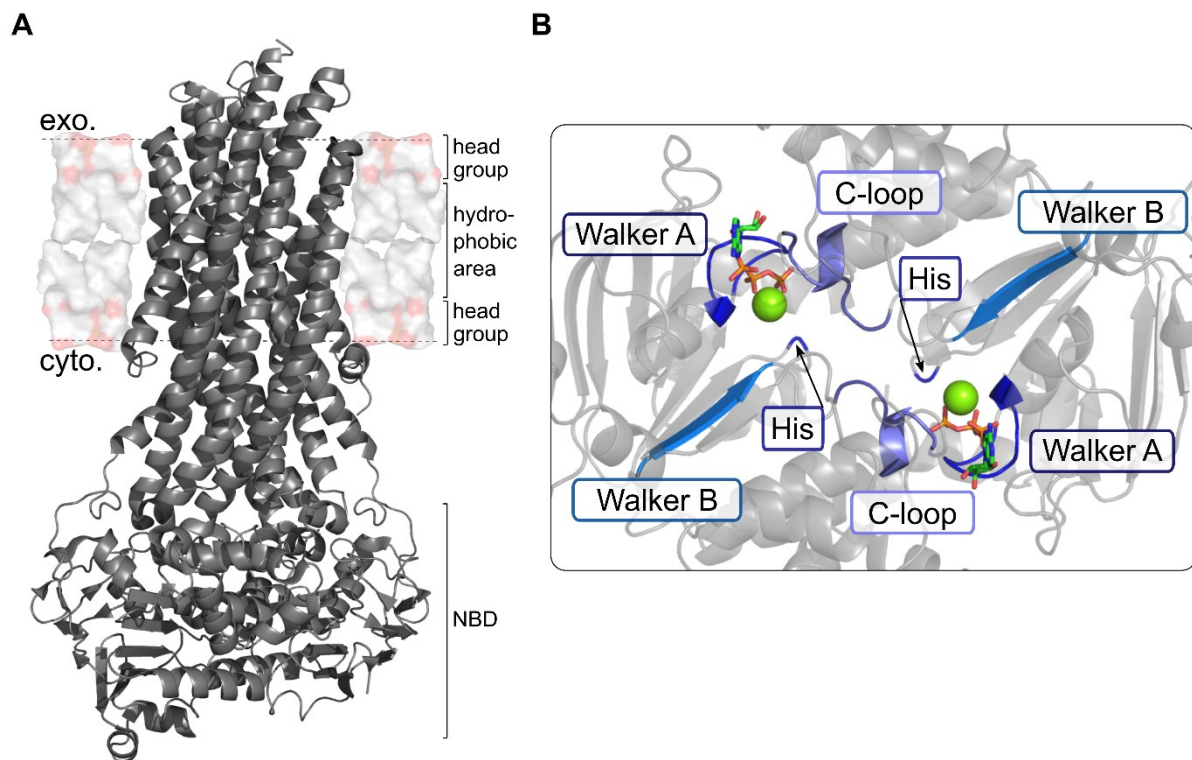 A
exo.
head
group
hydro-
phobic
area
head
group
cyto.
NBD
B
C-loop
Walker B
Walker A
His
His
Walker A
Walker B
C-loop